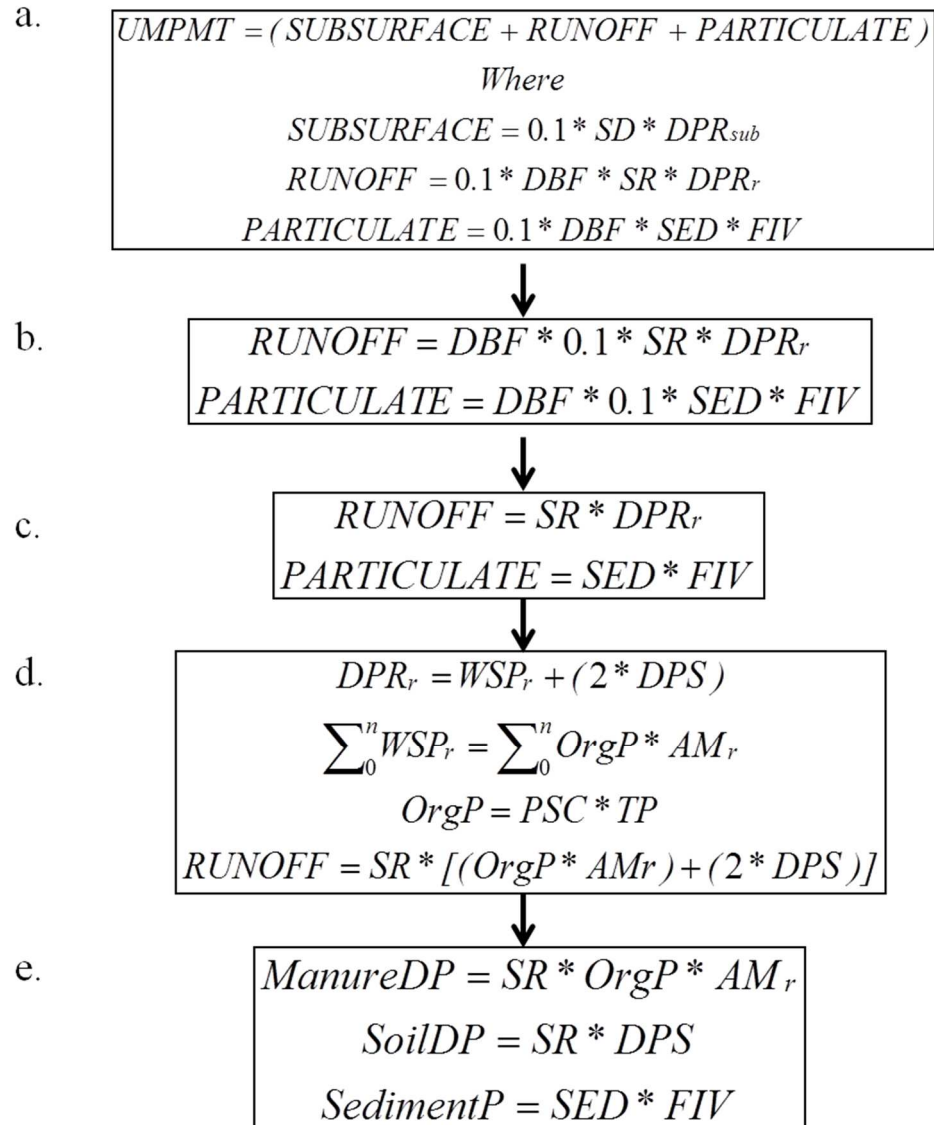 a.
UMPMT = ( SUBSURFACE + RUNOFF + PARTICULATE )
Where
SUBSURFACE = 0.1* SD * DPRsub
RUNOFF = 0.1* DBF * SR* DPRr
PARTICULATE = 0.1* DBF * SED* FIV
b.
RUNOFF = DBF * 0.1* SR* DPRr
PARTICULATE = DBF * 0.1* SED* FIV
c.
RUNOFF = SR* DPRr
PARTICULATE = SED* FIV
d.
DPRr = WSPr + (2* DPS)
∑₀ⁿ WSPr = ∑₀ⁿ OrgP* AMr
OrgP = PSC* TP
RUNOFF = SR* [(OrgP* AMr) + (2* DPS)]
e.
ManureDP = SR* OrgP* AMr
SoilDP = SR* DPS
SedimentP = SED* FIV